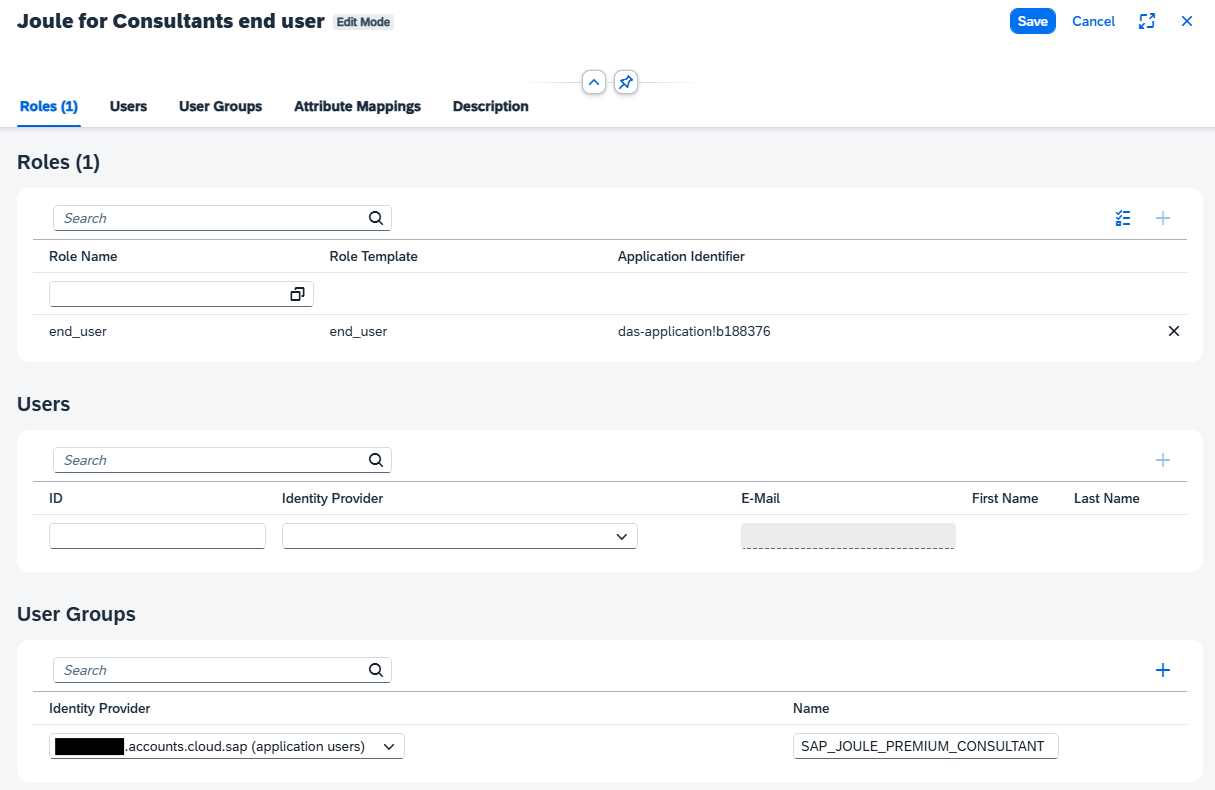 Joule for Consultants end user Edit Mode Save Cancel
Roles (1) Users User Groups Attribute Mappings Description
Roles (1)
Search
Role Name Role Template Application Identifier
end_user end_user das-application!b188376
Users
Search
ID Identity Provider E-Mail First Name Last Name
User Groups
Search
Identity Provider Name
.accounts.cloud.sap (application users) SAP_JOULE_PREMIUM_CONSULTANT